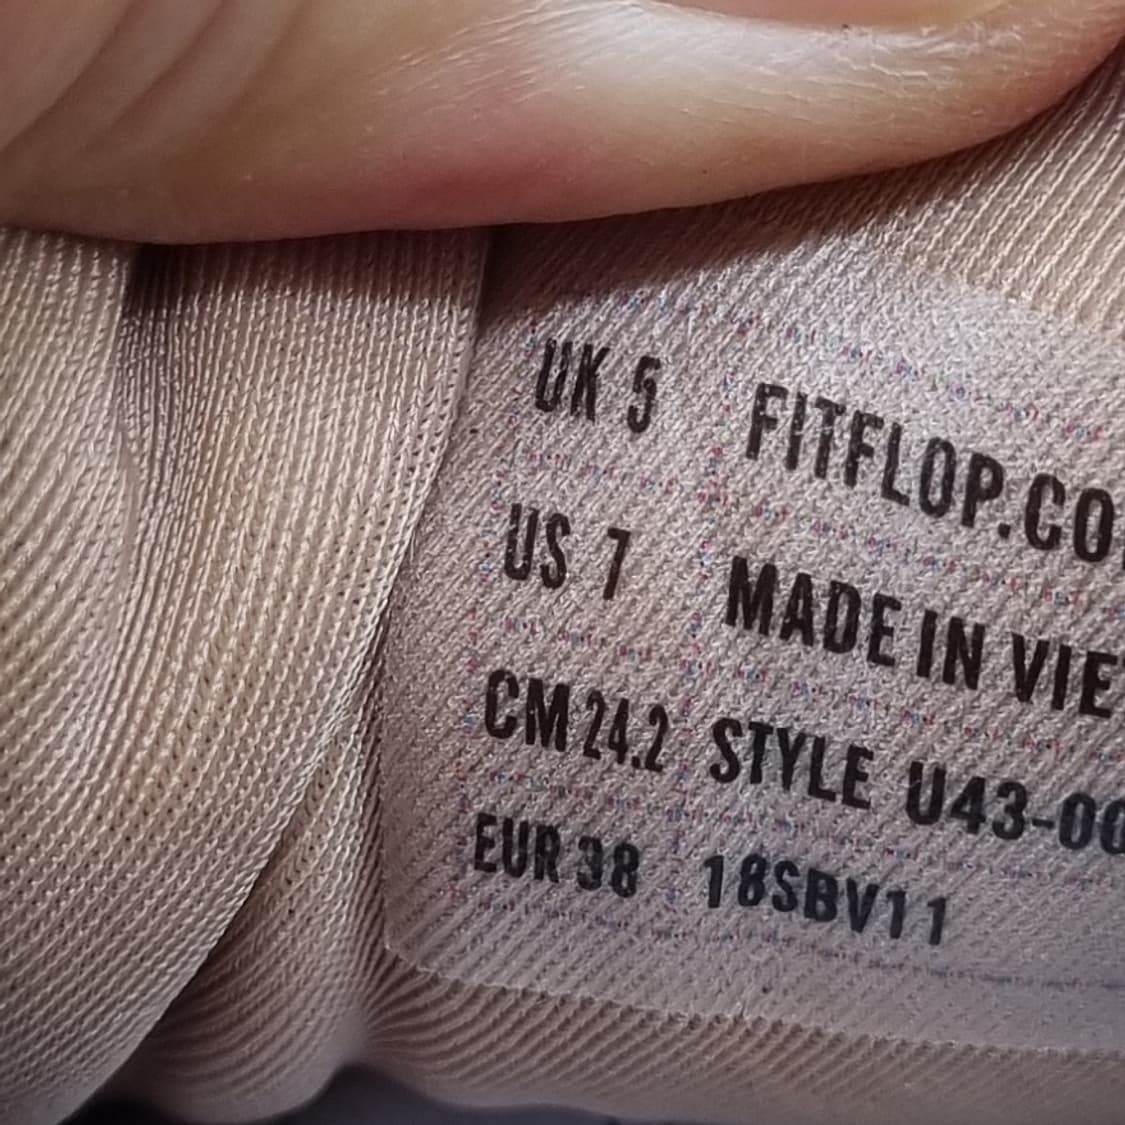 UK 5 FITFLOP.CO
US 7 MADE IN VIE
CM 24.2 STYLE U43-00
EUR 38 18SBV11